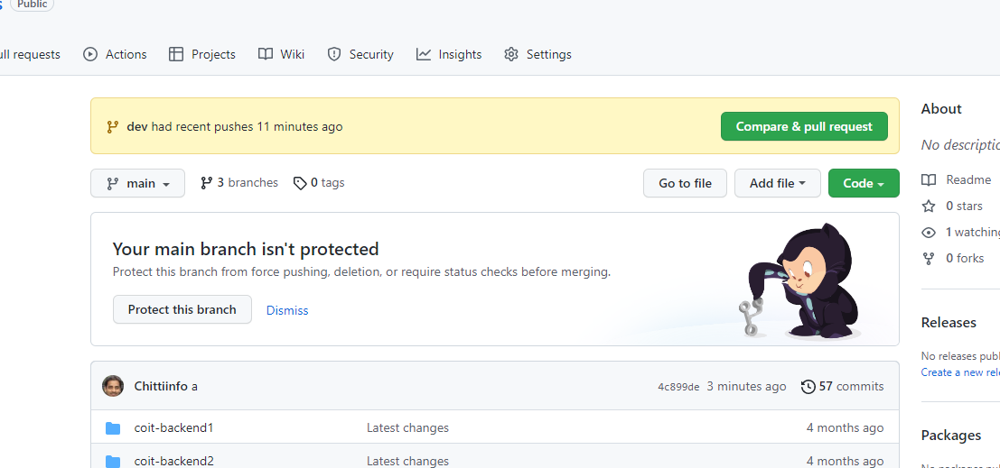 Public
ull requests Actions Projects Wiki Security Insights Settings
dev had recent pushes 11 minutes ago Compare & pull request
main 3 branches 0 tags Go to file Add file Code
Your main branch isn't protected
Protect this branch from force pushing, deletion, or require status checks before merging.
Protect this branch Dismiss
Chittiinfo a 4c899de 3 minutes ago 57 commits
coit-backend1 Latest changes 4 months ago
coit-backend2 Latest changes 4 months ago
About
No descriptio
Readme
0 stars
1 watching
0 forks
Releases
No releases publ
Create a new rele
Packages